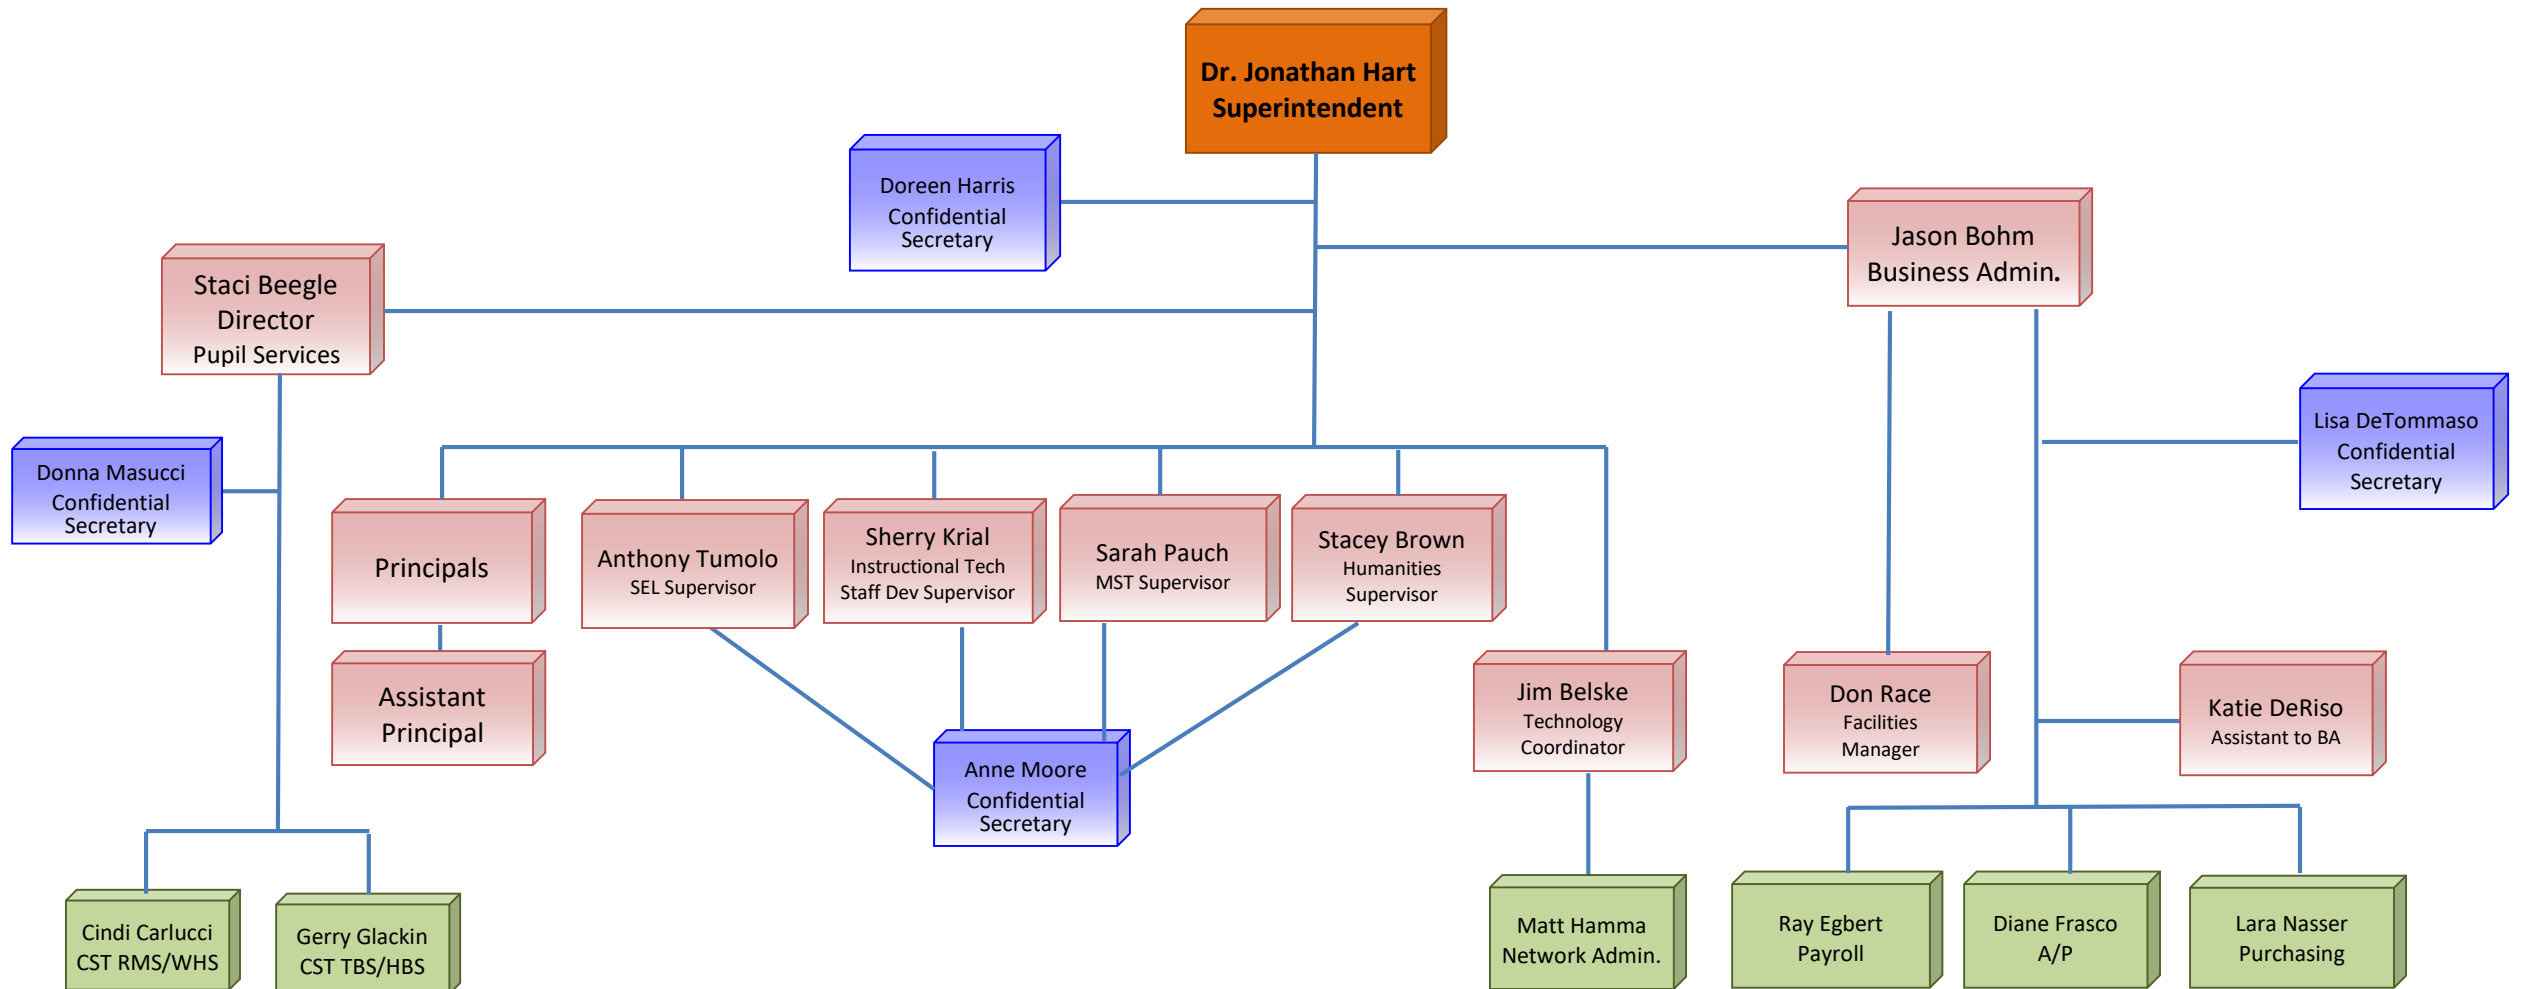 Dr. Jonathan Hart
Superintendent
Doreen Harris
Confidential
Secretary
Jason Bohm
Business Admin.
Staci Beegle
Director
Pupil Services
Lisa DeTommaso
Confidential
Secretary
Donna Masucci
Confidential
Secretary
Principals
Anthony Tumolo
SEL Supervisor
Sherry Krial
Instructional Tech
Staff Dev Supervisor
Sarah Pauch
MST Supervisor
Stacey Brown
Humanities
Supervisor
Assistant
Principal
Jim Belske
Technology
Coordinator
Don Race
Facilities
Manager
Katie DeRiso
Assistant to BA
Anne Moore
Confidential
Secretary
Cindi Carlucci
CST RMS/WHS
Gerry Glackin
CST TBS/HBS
Matt Hamma
Network Admin.
Ray Egbert
Payroll
Diane Frasco
A/P
Lara Nasser
Purchasing